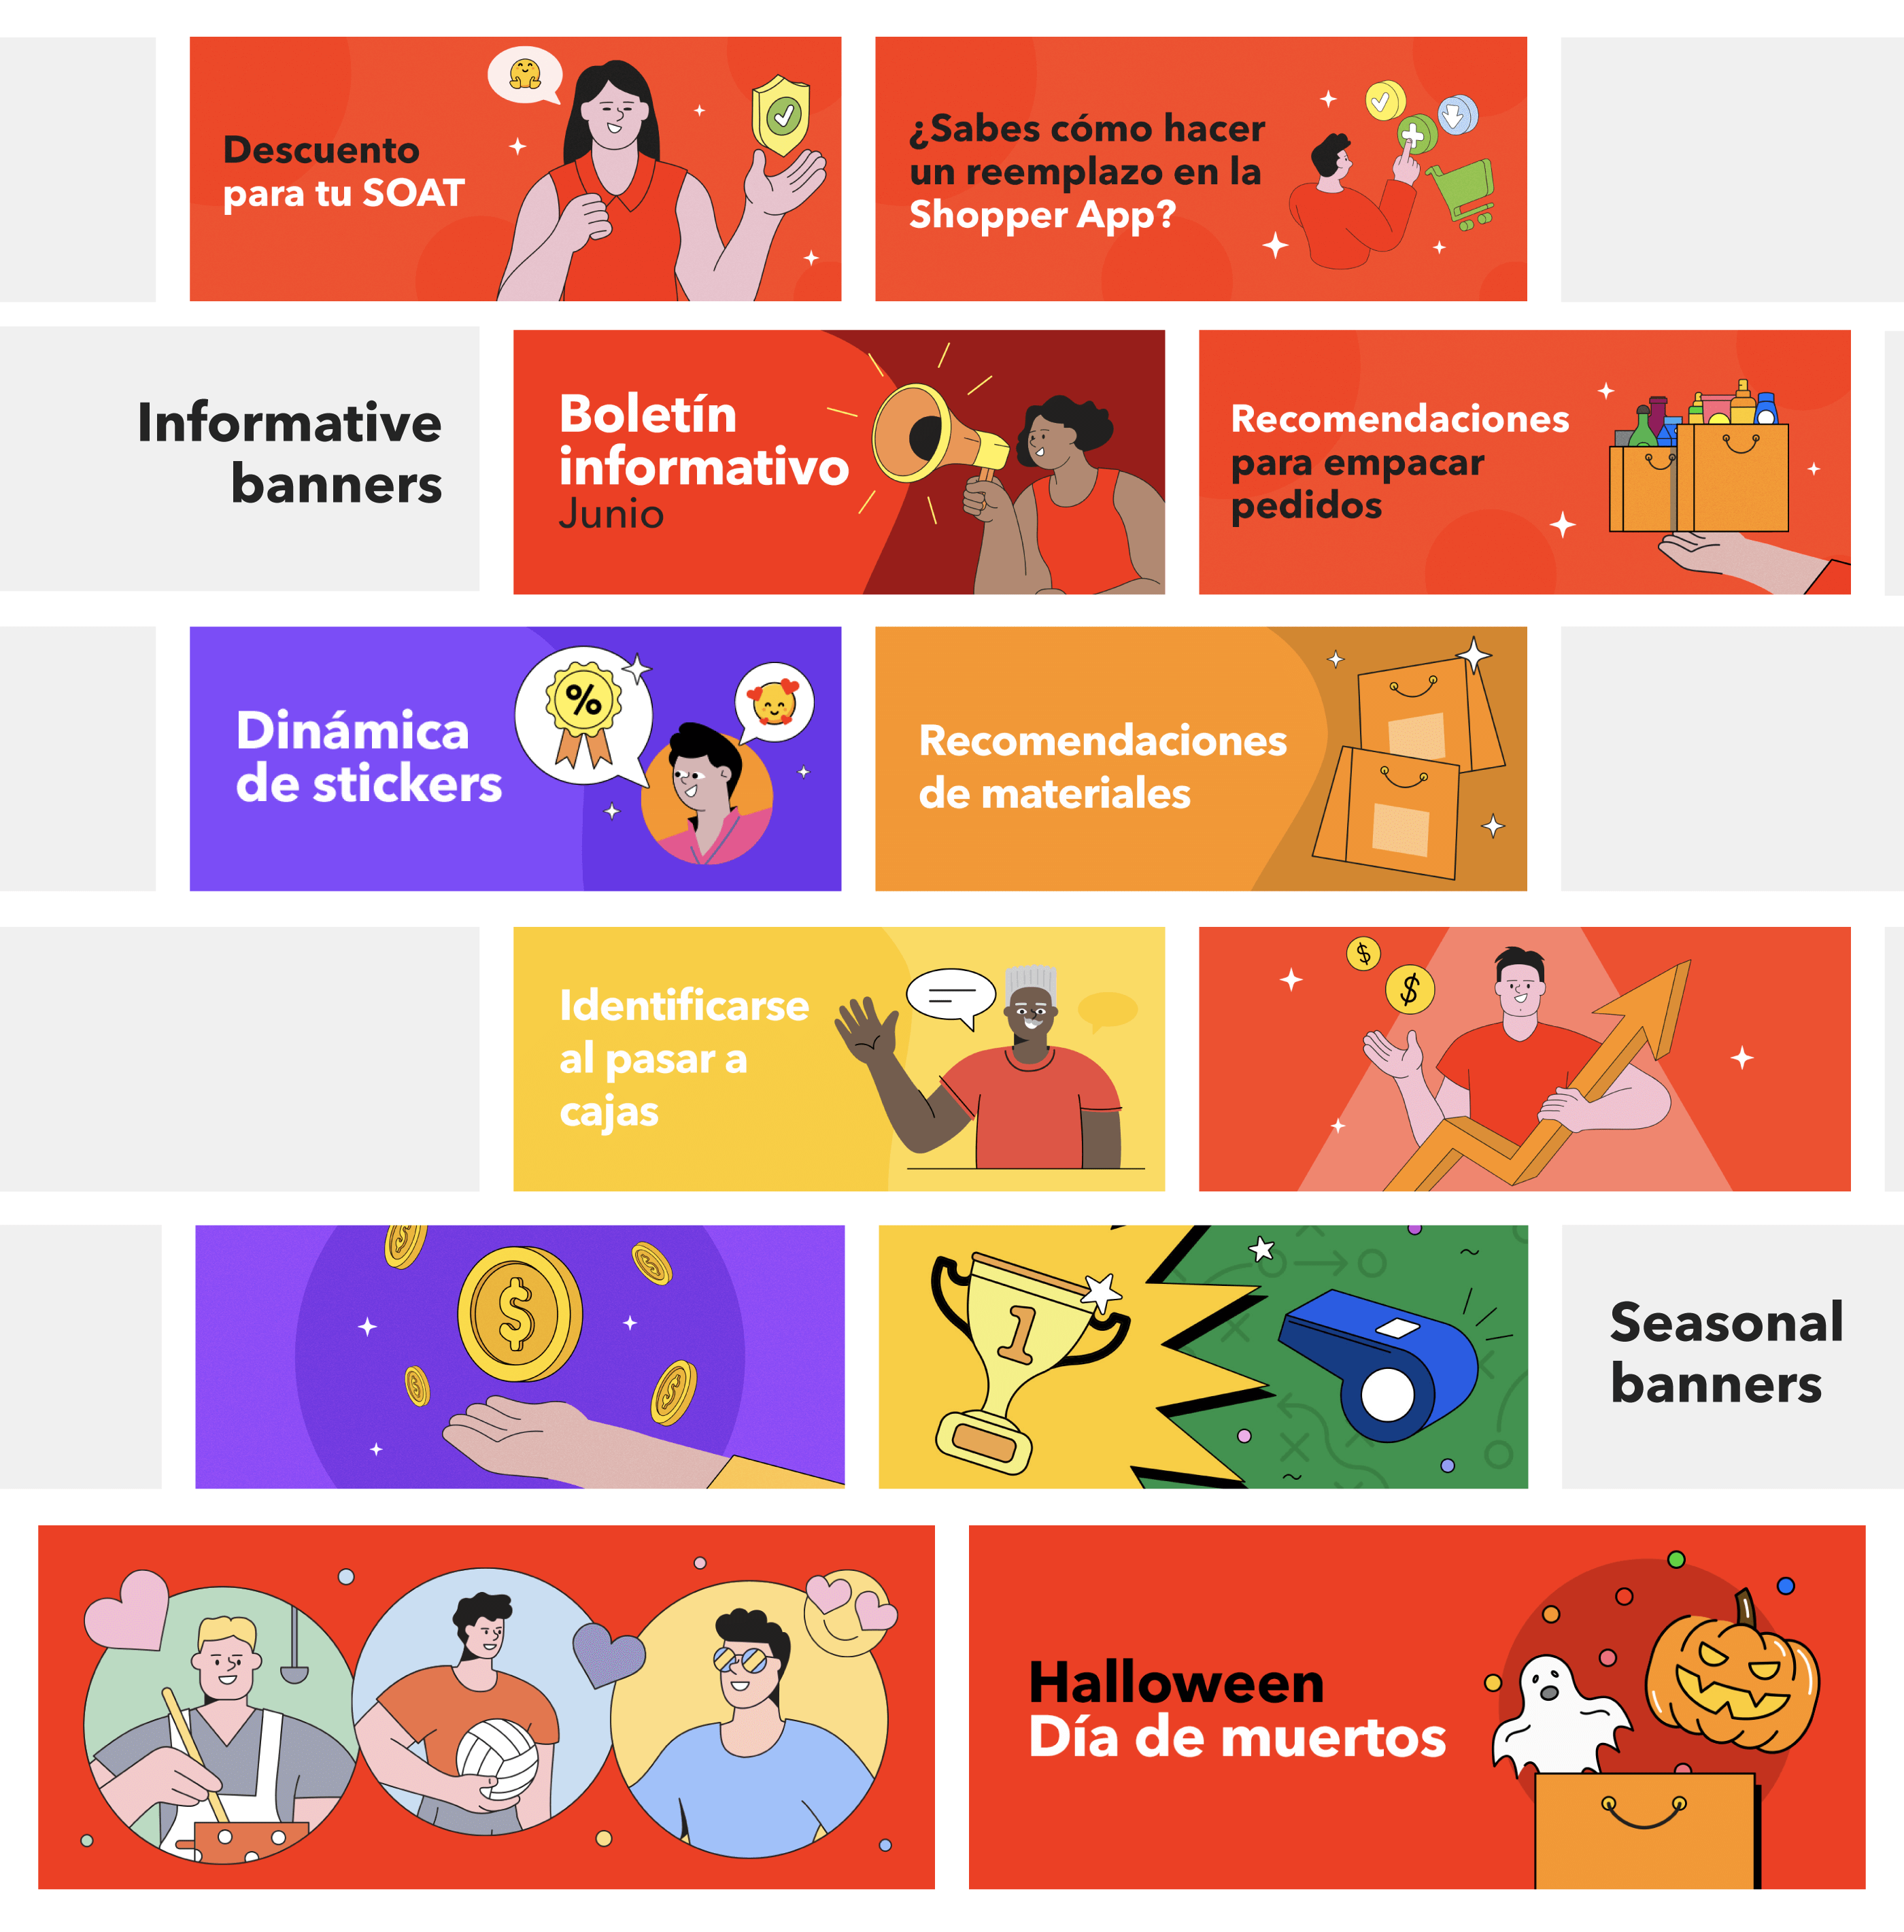 Descuento
para tu SOAT
¿Sabes cómo hacer
un reemplazo en la
Shopper App?
Informative
banners
Boletín
informativo
Junio
Recomendaciones
para empacar
pedidos
%
Dinámica
de stickers
Recomendaciones
de materiales
Identificarse
al pasar a
cajas
$
$
$
$
$
$
$
1
Seasonal
banners
Halloween
Día de muertos